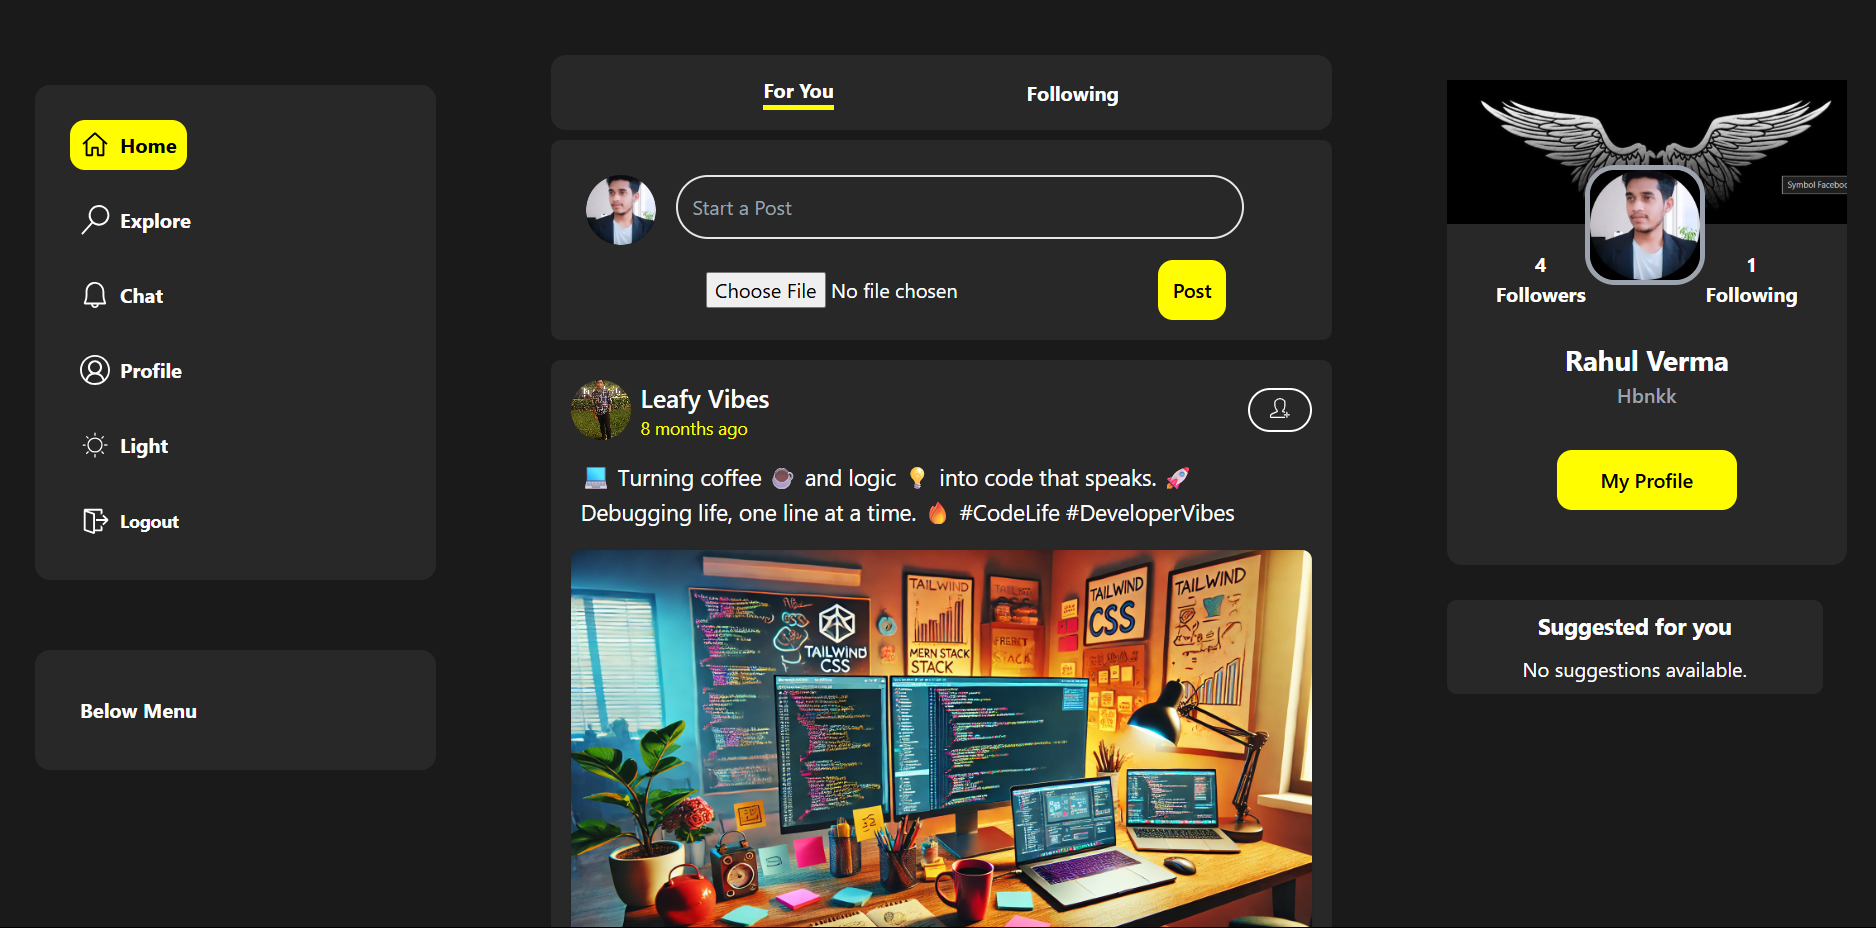 Home
Explore
Chat
Profile
Light
Logout
Below Menu
For You
Following
Start a Post
Choose File No file chosen
Post
Leafy Vibes
8 months ago
💻 Turning coffee ☕ and logic 💡 into code that speaks. 🚀
Debugging life, one line at a time. 🔥 #CodeLife #DeveloperVibes
TAILWIND
CSS
TAILWIND
MERN STACK
STACK
TAILWIND
TAILWIND
CSS
TAILWIND
4
Followers
1
Following
Rahul Verma
Hbnkk
My Profile
Suggested for you
No suggestions available.